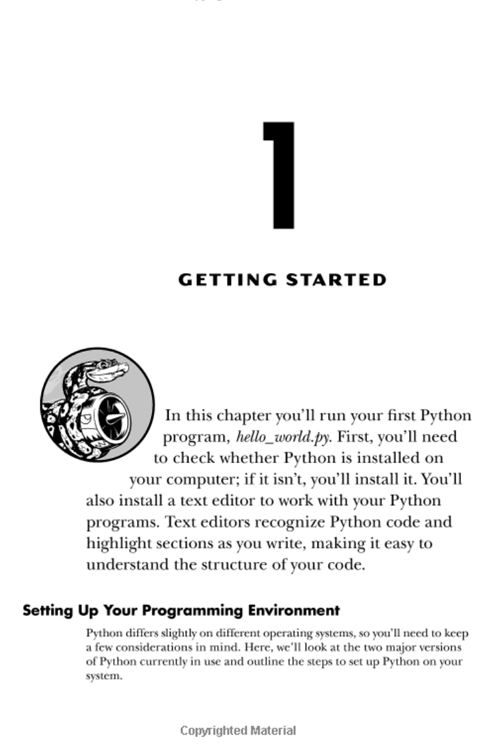 1
GETTING STARTED
In this chapter you'll run your first Python
program, hello_world.py. First, you'll need
to check whether Python is installed on
your computer; if it isn't, you'll install it. You'll
also install a text editor to work with your Python
programs. Text editors recognize Python code and
highlight sections as you write, making it easy to
understand the structure of your code.
Setting Up Your Programming Environment
Python differs slightly on different operating systems, so you'll need to keep
a few considerations in mind. Here, we'll look at the two major versions
of Python currently in use and outline the steps to set up Python on your
system.
Copyrighted Material